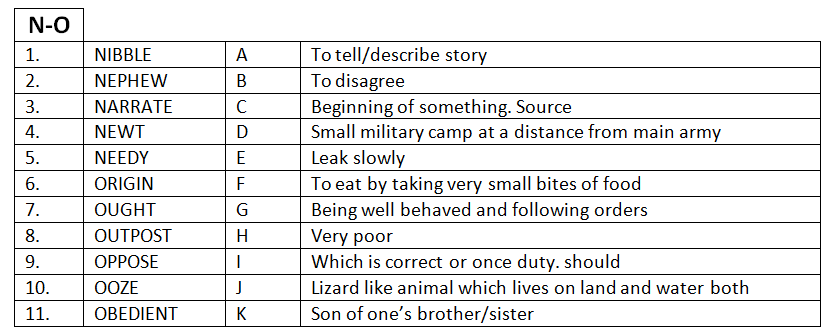 N-O
1. NIBBLE A To tell/describe story
2. NEPHEW B To disagree
3. NARRATE C Beginning of something. Source
4. NEWT D Small military camp at a distance from main army
5. NEEDY E Leak slowly
6. ORIGIN F To eat by taking very small bites of food
7. OUGHT G Being well behaved and following orders
8. OUTPOST H Very poor
9. OPPOSE I Which is correct or once duty. should
10. OOZE J Lizard like animal which lives on land and water both
11. OBEDIENT K Son of one’s brother/sister